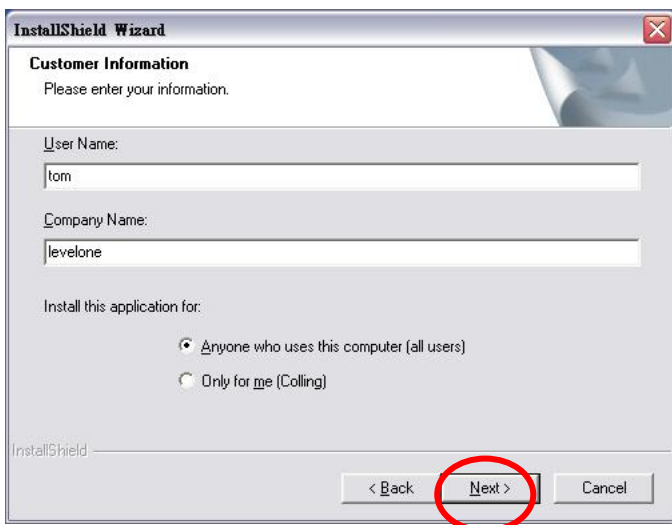 InstallShield Wizard
Customer Information
Please enter your information.
User Name:
tom
Company Name:
levelone
Install this application for:
Anyone who uses this computer (all users)
Only for me (Colling)
InstallShield
< Back Next > Cancel